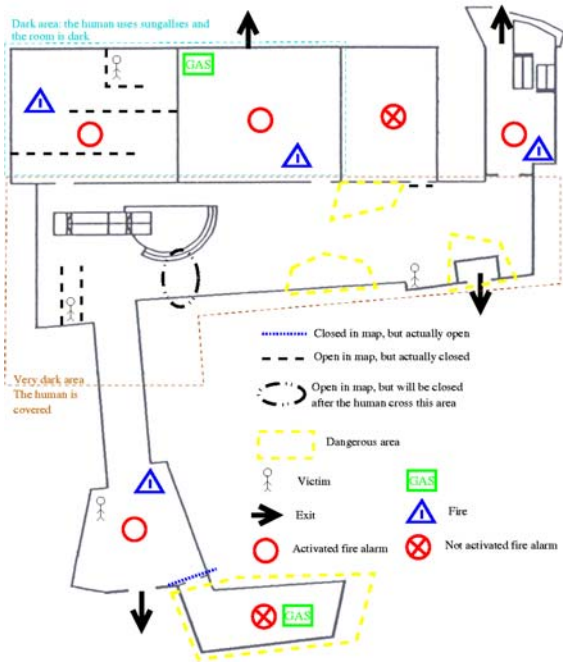 Dark area: the human uses sungallses and
the room is dark
GAS
Closed in map, but actually open
Open in map, but actually closed
Very dark area
The human is
covered
Open in map, but will be closed
after the human cross this area
Dangerous area
Victim
GAS
Exit
Fire
Activated fire alarm
Not activated fire alarm
GAS